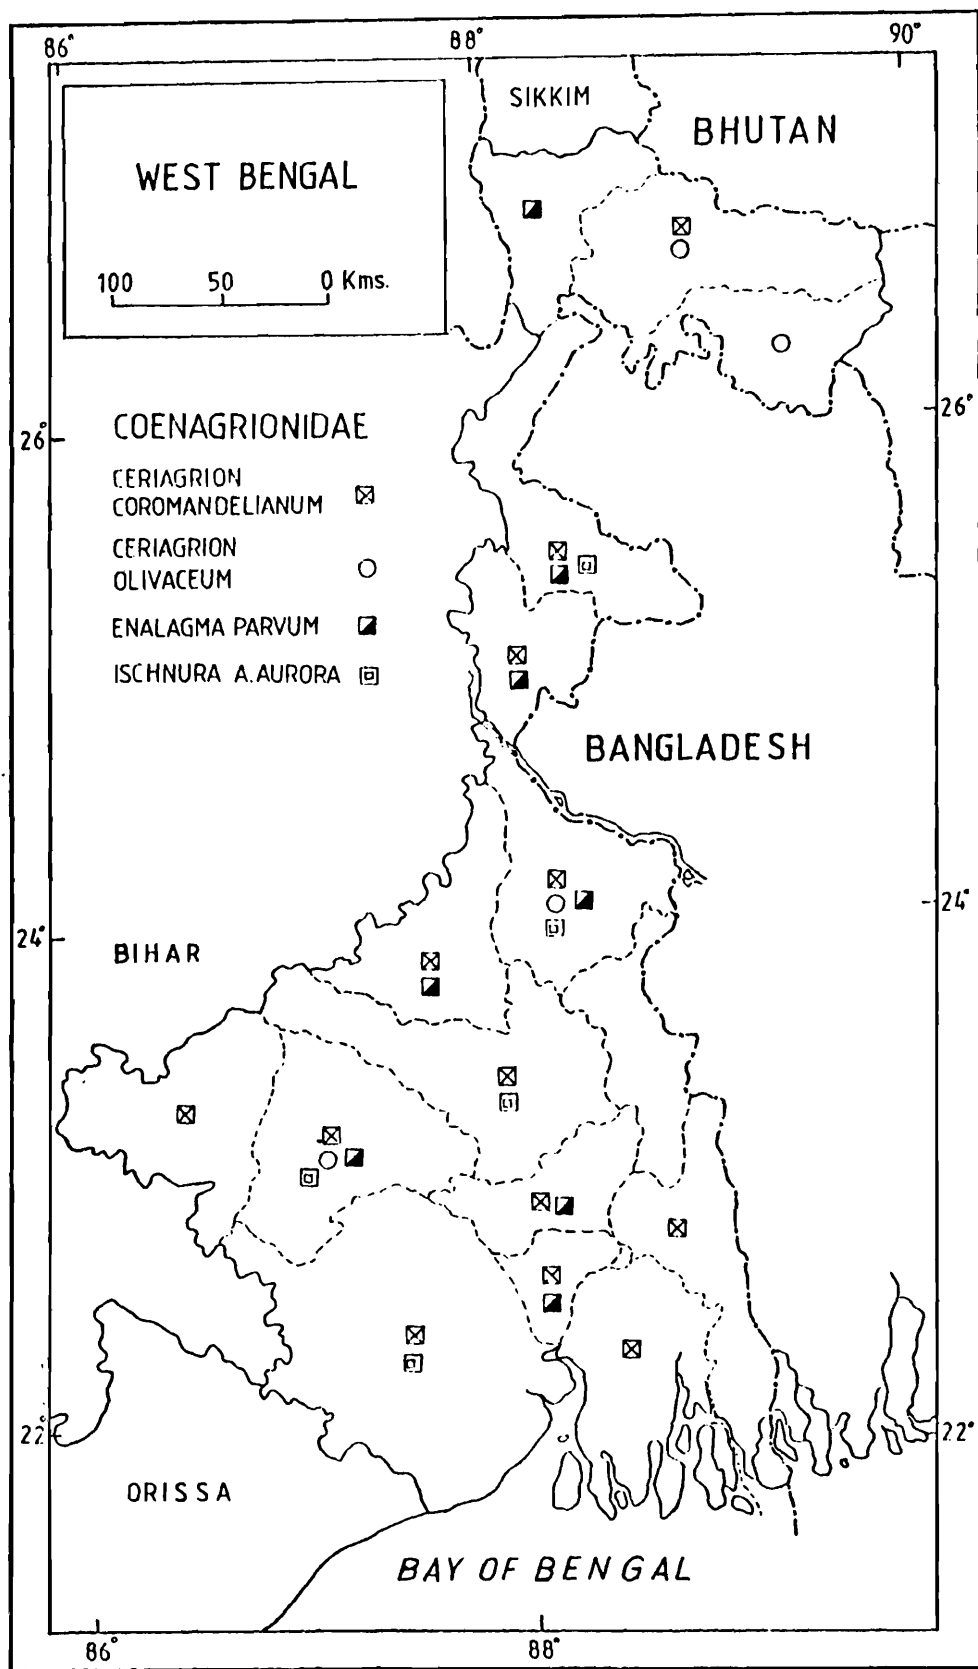 86° 88° 90°
SIKKIM
BHUTAN
WEST BENGAL
100 50 0 Kms.
26° 26°
COENAGRIONIDAE
CERIAGRION
COROMANDELIANUM
CERIAGRION
OLIVACEUM
ENALAGMA PARVUM
ISCHNURA A.AURORA
BANGLADESH
24° 24°
BIHAR
22° 22°
ORISSA
BAY OF BENGAL
86° 88°